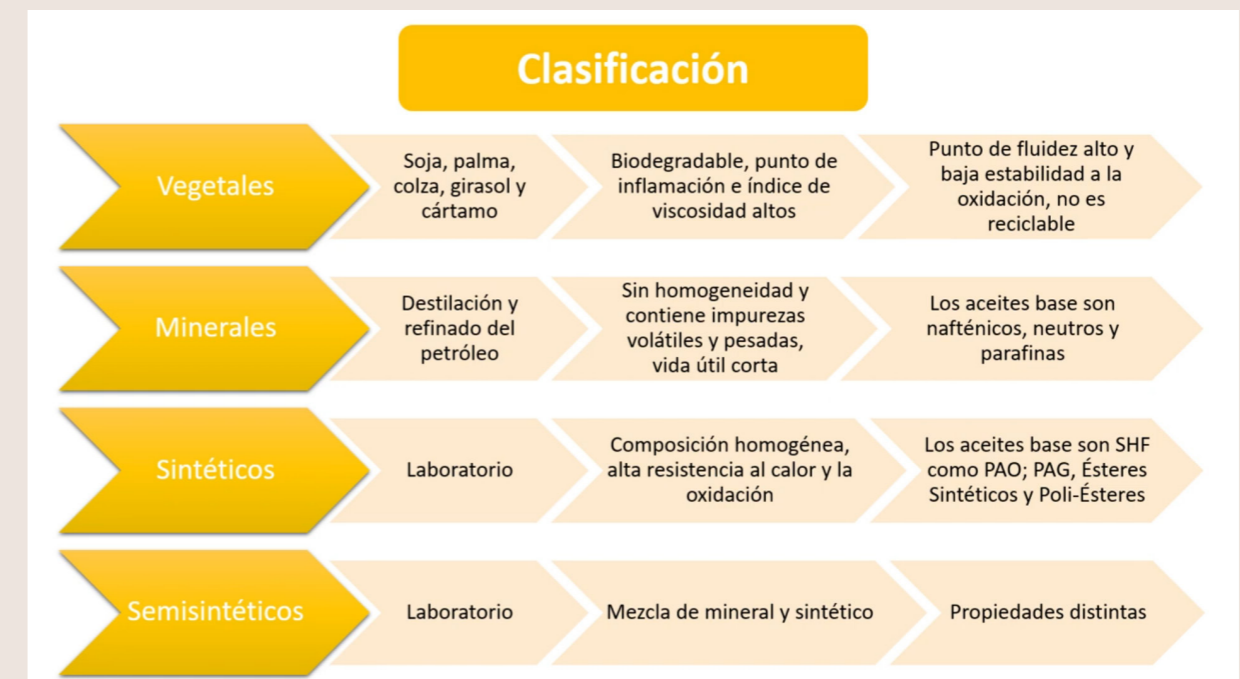 Clasificación
Vegetales
Soja, palma,
colza, girasol y
cártamo
Biodegradable, punto de
inflamación e índice de
viscosidad altos
Punto de fluidez alto y
baja estabilidad a la
oxidación, no es
reciclable
Minerales
Destilación y
refinado del
petróleo
Sin homogeneidad y
contiene impurezas
volátiles y pesadas,
vida útil corta
Los aceites base son
nafténicos, neutros y
parafinas
Sintéticos
Laboratorio
Composición homogénea,
alta resistencia al calor y la
oxidación
Los aceites base son SHF
como PAO; PAG, Ésteres
Sintéticos y Poli-Ésteres
Semisintéticos
Laboratorio
Mezcla de mineral y sintético
Propiedades distintas